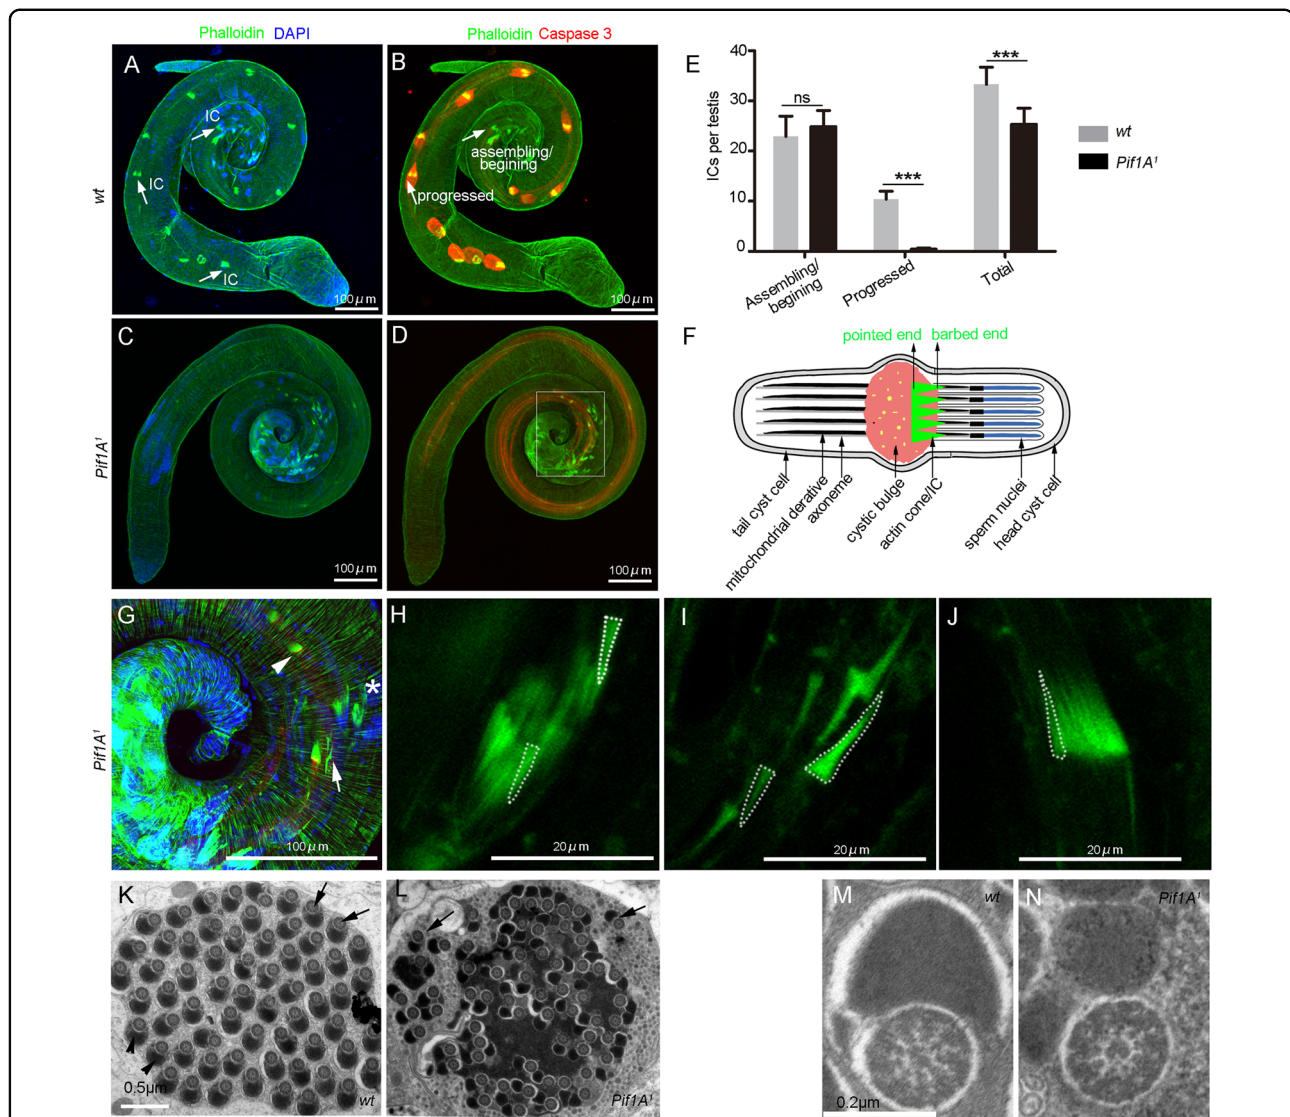 Phalloidin DAPI
Phalloidin Caspase 3
wt
A
IC
IC
IC
100μm
B
assembling/
begining
progressed
100μm
E
ICs per testis
40
30
20
10
0
ns
***
***
Assembling/
begining
Progressed
Total
wt
Pif1A¹
Pif1A¹
C
100μm
D
100μm
F
pointed end
barbed end
tail cyst cell
mitochondrial derative
axoneme
cystic bulge
actin cone/IC
sperm nuclei
head cyst cell
Pif1A¹
G
*
100μm
H
20μm
I
20μm
J
20μm
K
0.5μm
wt
L
Pif1A¹
M
wt
0.2μm
N
Pif1A¹